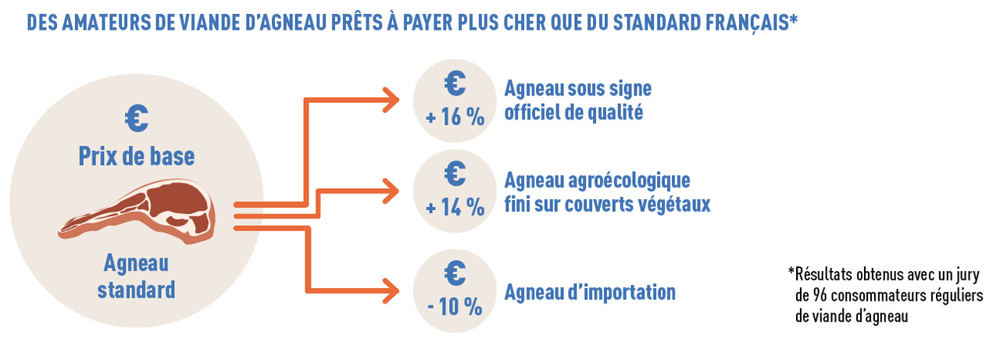 DES AMATEURS DE VIANDE D'AGNEAU PRÊTS À PAYER PLUS CHER QUE DU STANDARD FRANÇAIS*
€
Prix de base
Agneau
standard
€
+ 16 %
Agneau sous signe
officiel de qualité
€
+ 14 %
Agneau agroécologique
fini sur couverts végétaux
€
- 10 %
Agneau d'importation
*Résultats obtenus avec un jury
de 96 consommateurs réguliers
de viande d'agneau